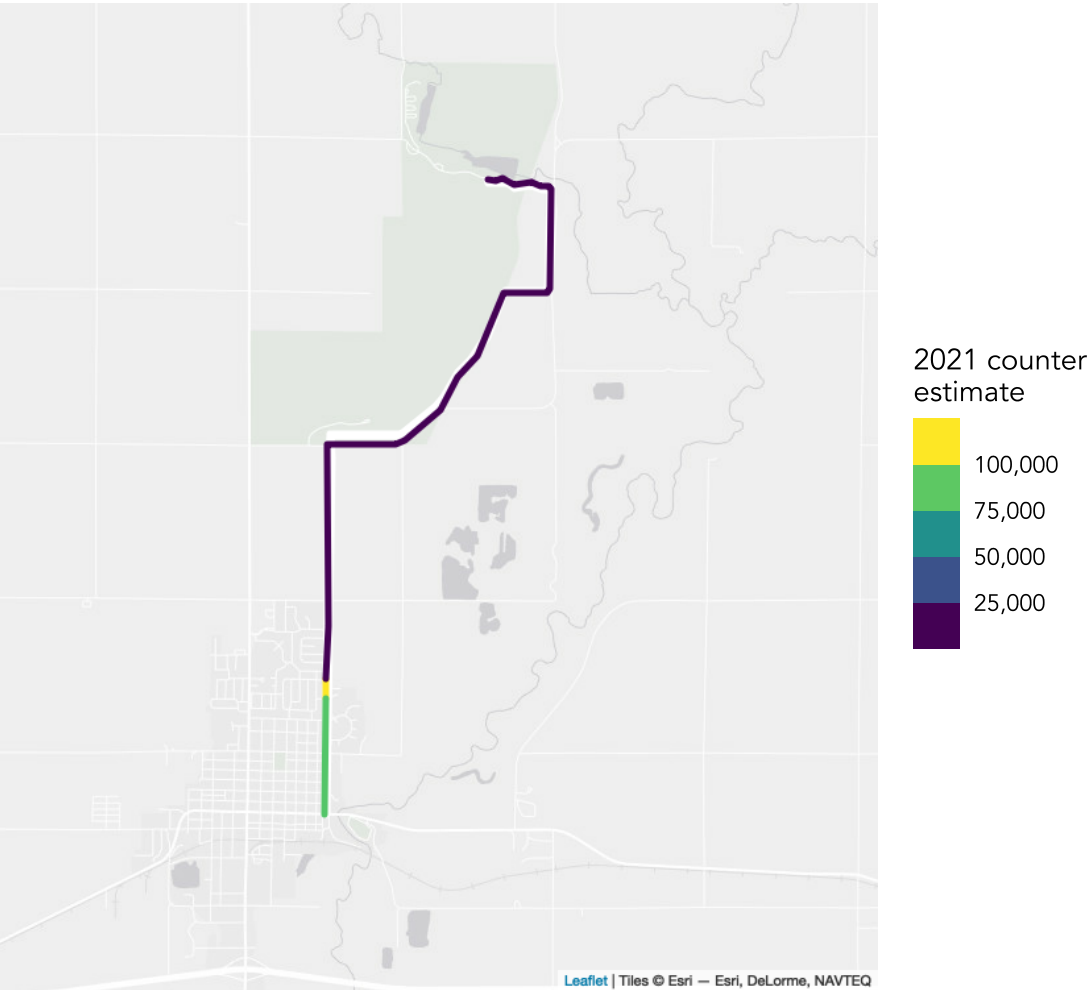 2021 counter
estimate
100,000
75,000
50,000
25,000
Leaflet | Tiles © Esri — Esri, DeLorme, NAVTEQ